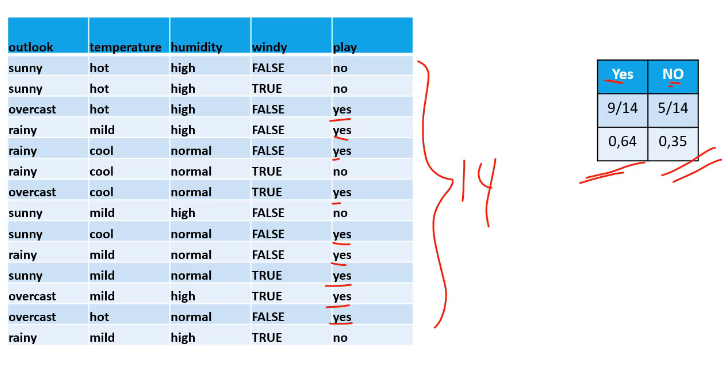 outlook temperature humidity windy play
sunny hot high FALSE no
sunny hot high TRUE no
overcast hot high FALSE yes
rainy mild high FALSE yes
rainy cool normal FALSE yes
rainy cool normal TRUE no
overcast cool normal TRUE yes
sunny mild high FALSE no
sunny cool normal FALSE yes
rainy mild normal FALSE yes
sunny mild normal TRUE yes
overcast mild high TRUE yes
overcast hot normal FALSE yes
rainy mild high TRUE no
14
Yes NO
9/14 5/14
0,64 0,35